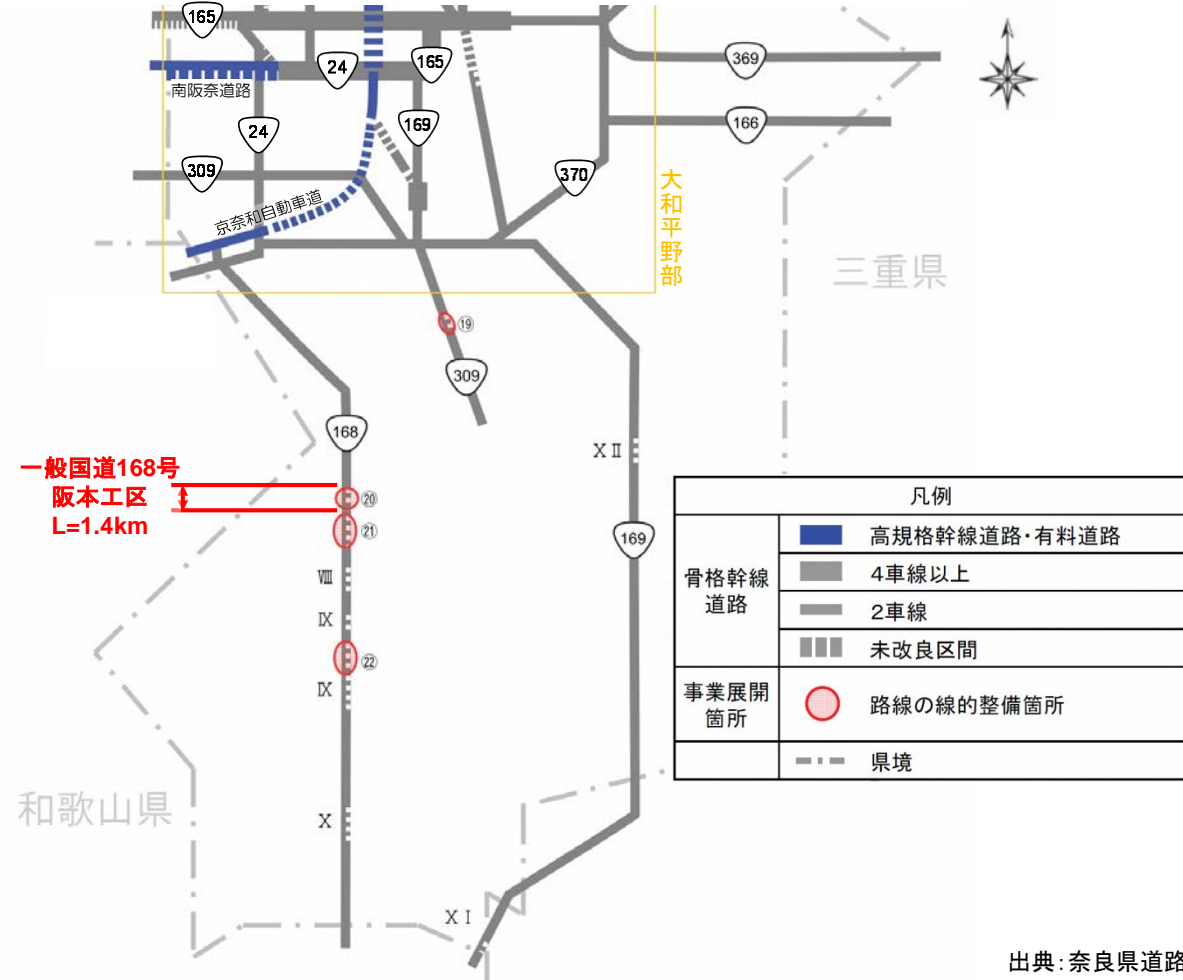 165
369
24
165
南阪奈道路
24
169
166
309
370
大和平野部
京奈和自動車道
三重県
⑲
309
168
ⅩⅡ
一般国道168号
阪本工区
L=1.4km
⑳
㉑
169
Ⅷ
Ⅸ
㉒
Ⅸ
Ⅹ
ⅩⅠ
和歌山県
凡例
骨格幹線
道路
高規格幹線道路・有料道路
4車線以上
2車線
未改良区間
事業展開
箇所
路線の線的整備箇所
県境
出典:奈良県道路